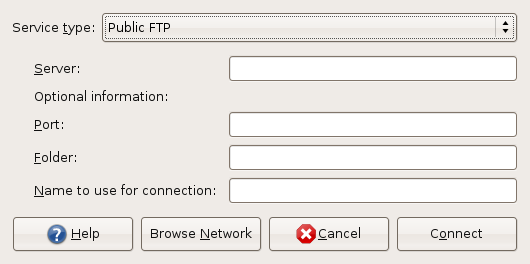 Service type: Public FTP
Server:
Optional information:
Port:
Folder:
Name to use for connection:
Help Browse Network Cancel Connect